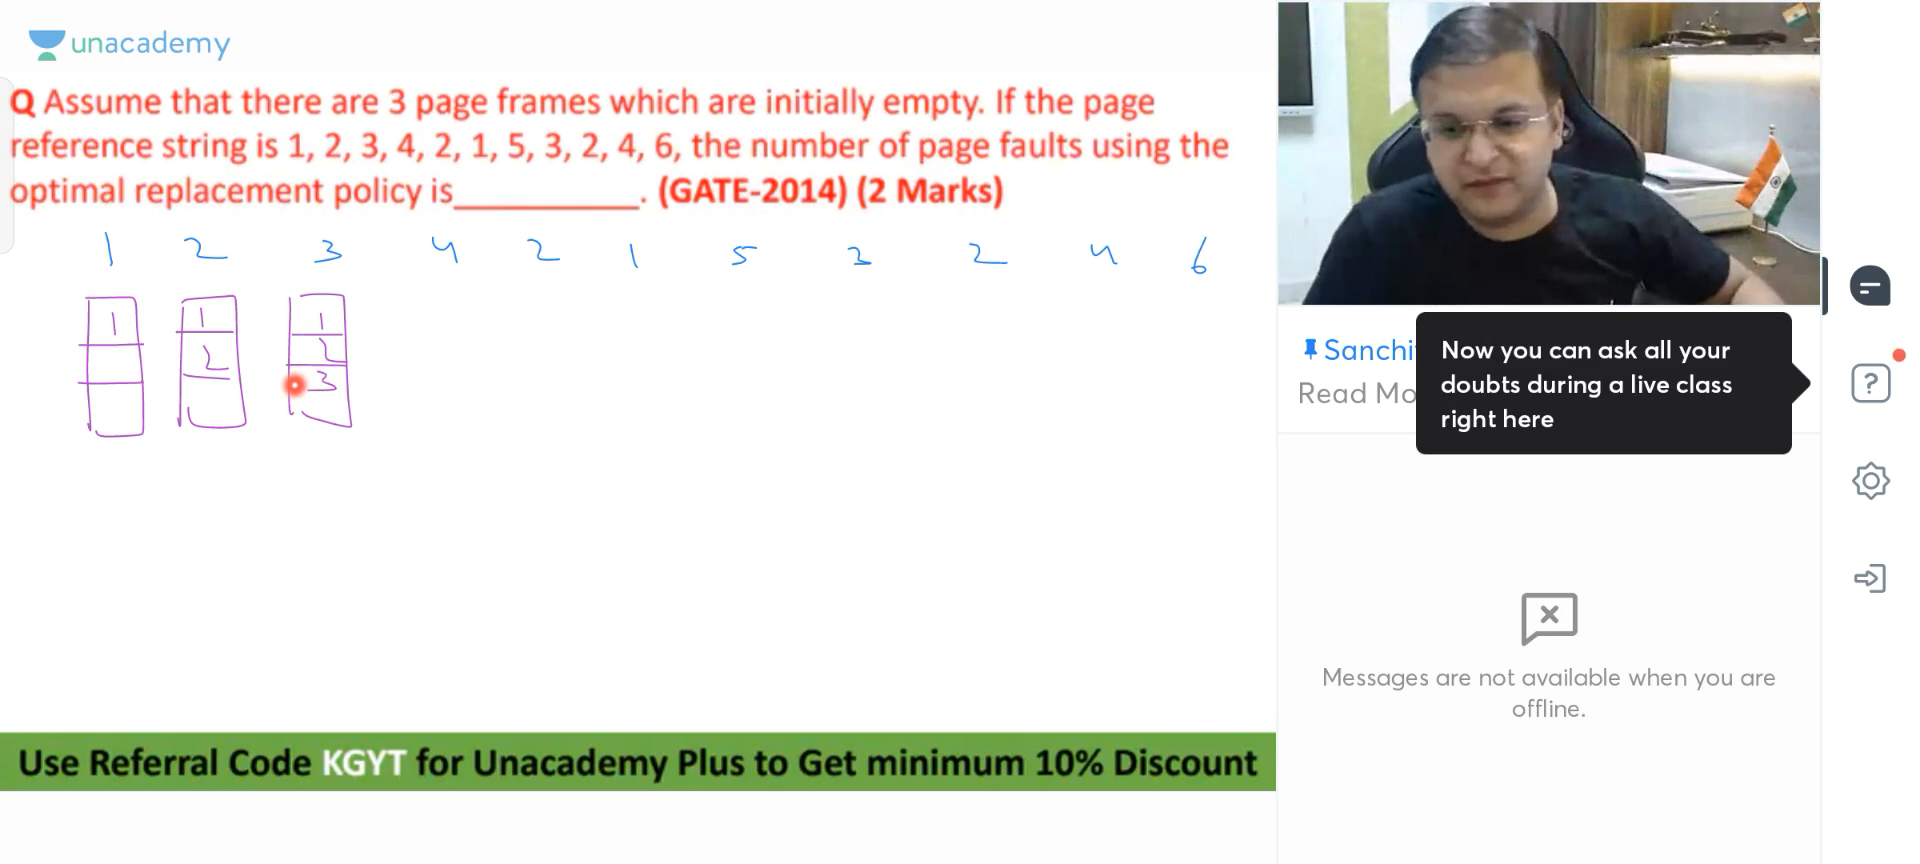 unacademy
Q Assume that there are 3 page frames which are initially empty. If the page
reference string is 1, 2, 3, 4, 2, 1, 5, 3, 2, 4, 6, the number of page faults using the
optimal replacement policy is__________. (GATE-2014) (2 Marks)
1 2 3 4 2 1 5 3 2 4 6
1 1 1
2 2
3
Sanchi
Read Mo
Now you can ask all your
doubts during a live class
right here
?
Messages are not available when you are
offline.
Use Referral Code KGYT for Unacademy Plus to Get minimum 10% Discount